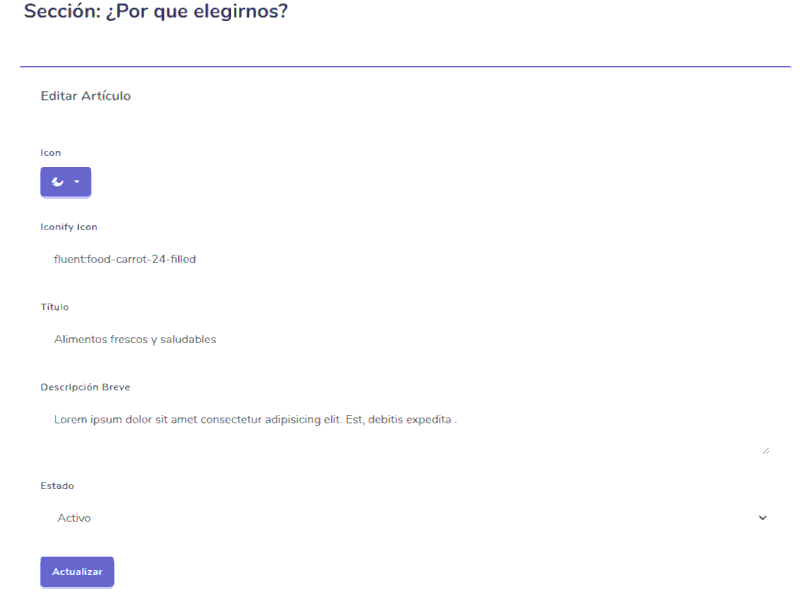 Sección: ¿Por que elegirnos?
Editar Artículo
Icon
Iconify Icon
fluent:food-carrot-24-filled
Título
Alimentos frescos y saludables
Descripción Breve
Lorem ipsum dolor sit amet consectetur adipisicing elit. Est, debitis expedita .
Estado
Activo
Actualizar